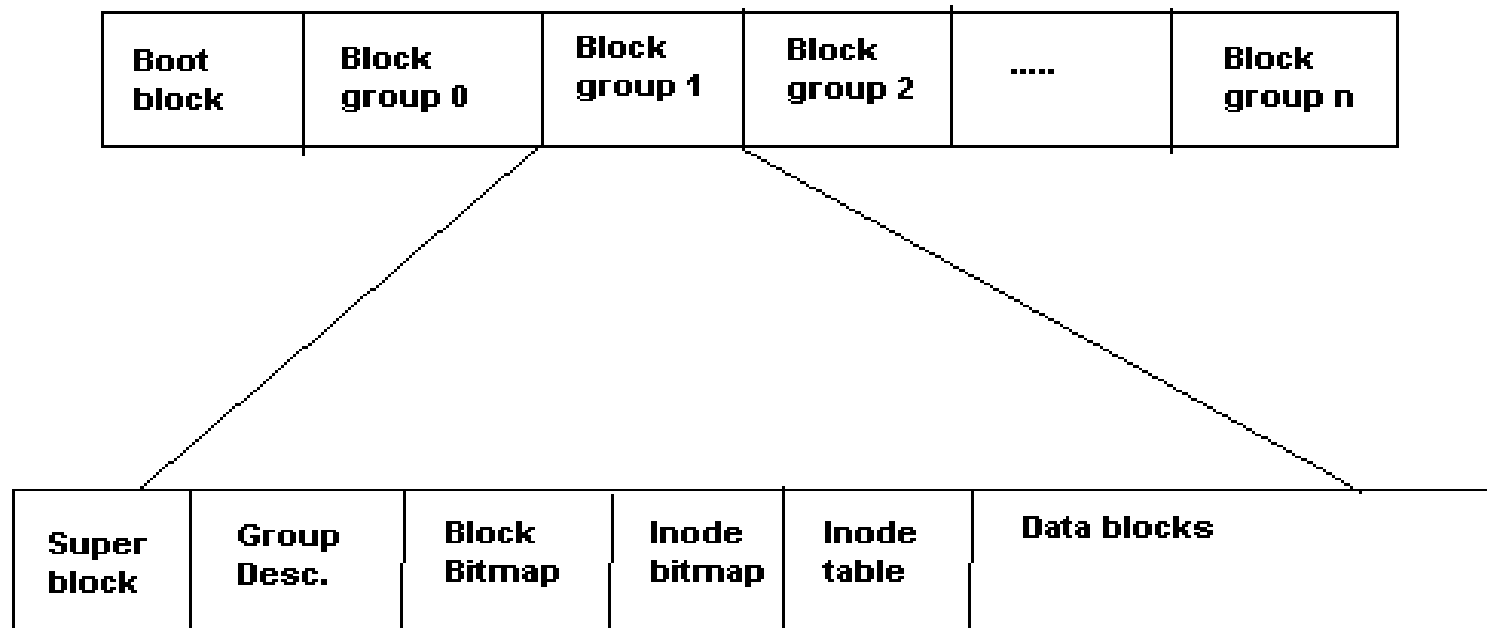 Boot
block
Block
group 0
Block
group 1
Block
group 2
.....
Block
group n
Super
block
Group
Desc.
Block
Bitmap
Inode
bitmap
Inode
table
Data blocks